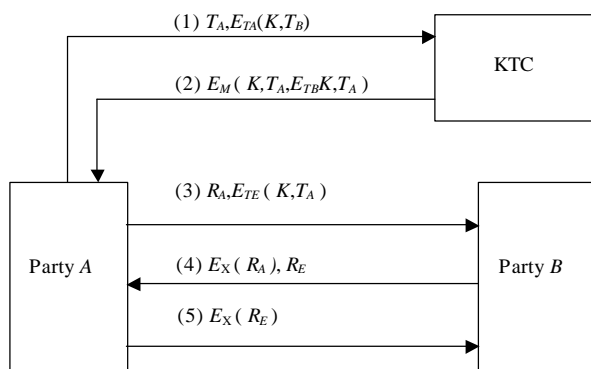 (1) T_A,E_TA(K,T_B)
KTC
(2) E_M( K,T_A,E_TBK,T_A)
(3) R_A,E_TE( K,T_A)
Party A
(4) E_X( R_A), R_E
Party B
(5) E_X( R_E)